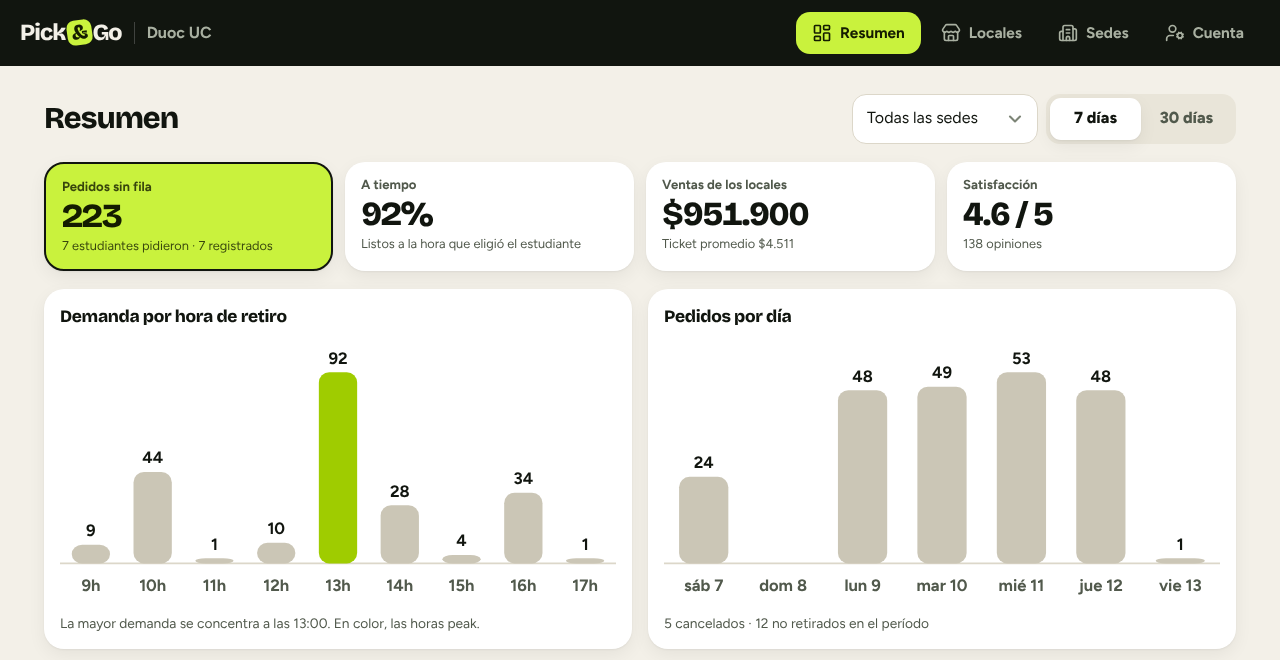 Pick&Go
Duoc UC
Resumen
Locales
Sedes
Cuenta
Resumen
Todas las sedes
7 días
30 días
Pedidos sin fila
223
7 estudiantes pidieron · 7 registrados
A tiempo
92%
Listos a la hora que eligió el estudiante
Ventas de los locales
$951.900
Ticket promedio $4.511
Satisfacción
4.6 / 5
138 opiniones
Demanda por hora de retiro
9
44
1
10
92
28
4
34
1
9h
10h
11h
12h
13h
14h
15h
16h
17h
La mayor demanda se concentra a las 13:00. En color, las horas peak.
Pedidos por día
24
48
49
53
48
1
sáb 7
dom 8
lun 9
mar 10
mié 11
jue 12
vie 13
5 cancelados · 12 no retirados en el período